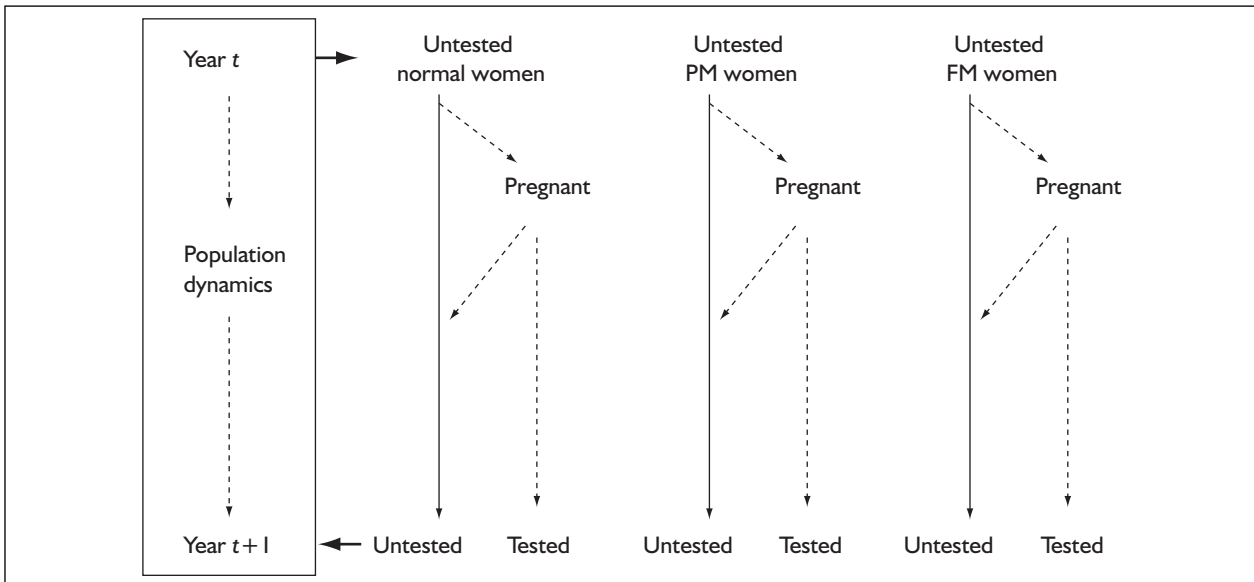 Year t
Untested
normal women
Untested
PM women
Untested
FM women
Pregnant
Pregnant
Pregnant
Population
dynamics
Year t+1
Untested
Tested
Untested
Tested
Untested
Tested